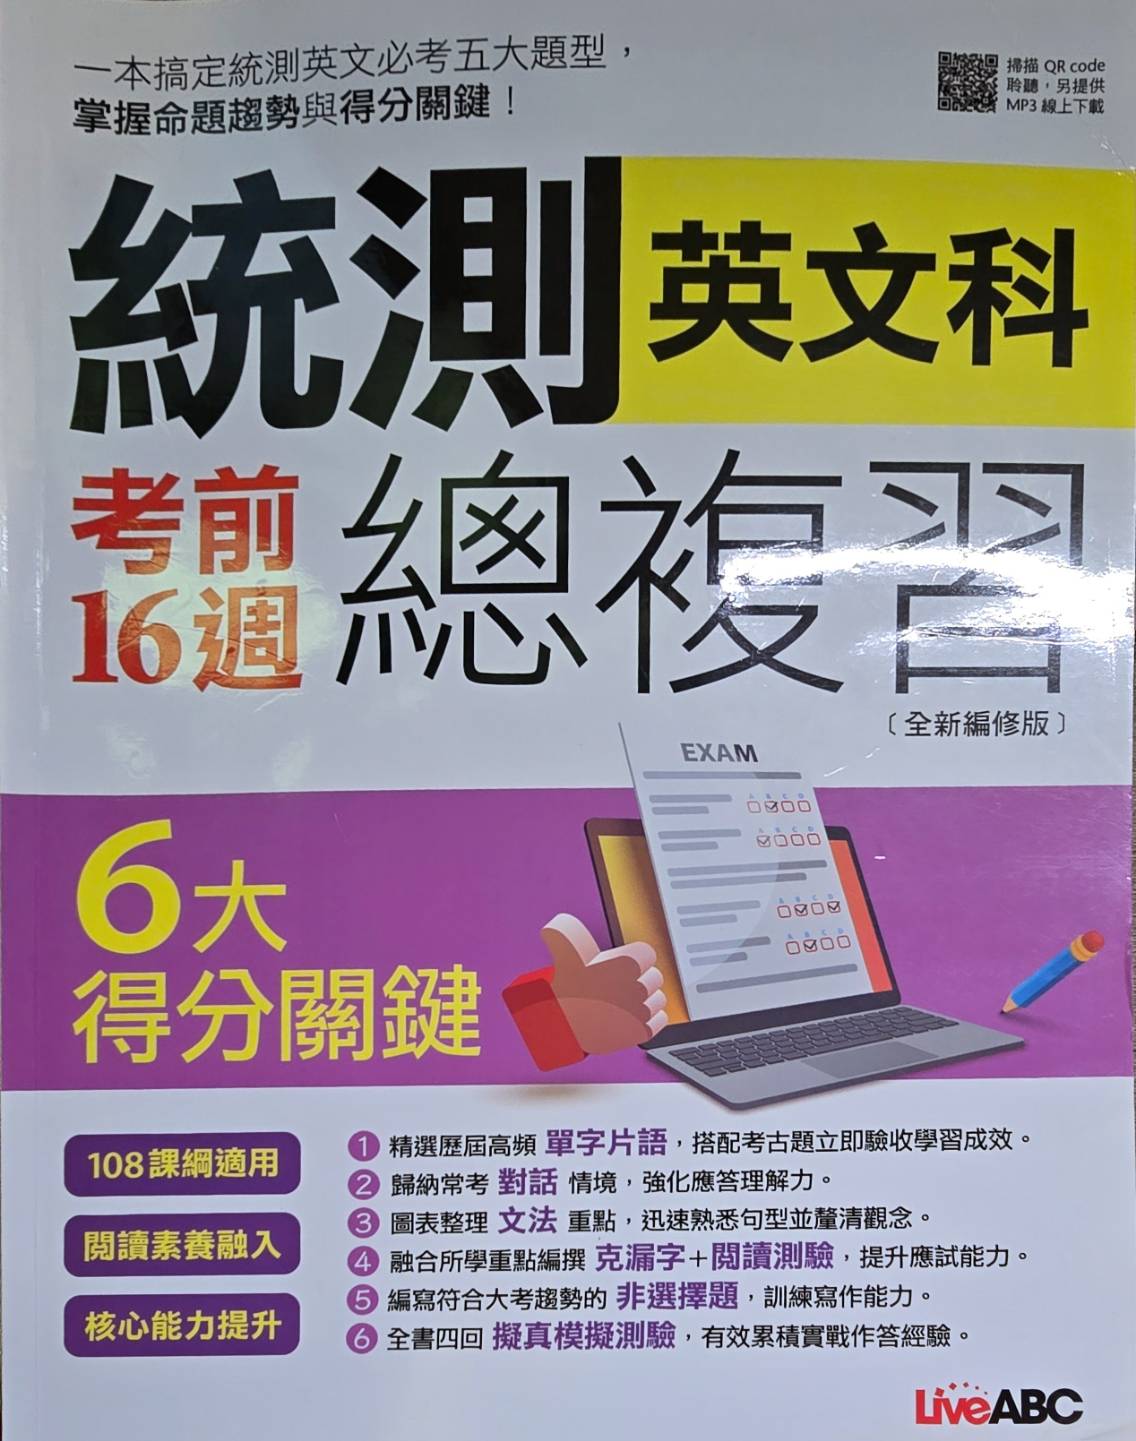 一本搞定統測英文必考五大題型，
掌握命題趨勢與得分關鍵！
掃描 QR code
聆聽，另提供
MP3 線上下載
統測英文科
考前
16週
總複習
〔全新編修版〕
EXAM
A B C D
A B C D
A B C D
A B C D
6大
得分關鍵
108課綱適用
閱讀素養融入
核心能力提升
1 精選歷屆高頻 單字片語，搭配考古題立即驗收學習成效。
2 歸納常考 對話 情境，強化應答理解力。
3 圖表整理 文法 重點，迅速熟悉句型並釐清觀念。
4 融合所學重點編撰 克漏字＋閱讀測驗，提升應試能力。
5 編寫符合大考趨勢的 非選擇題，訓練寫作能力。
6 全書四回 擬真模擬測驗，有效累積實戰作答經驗。
LiveABC